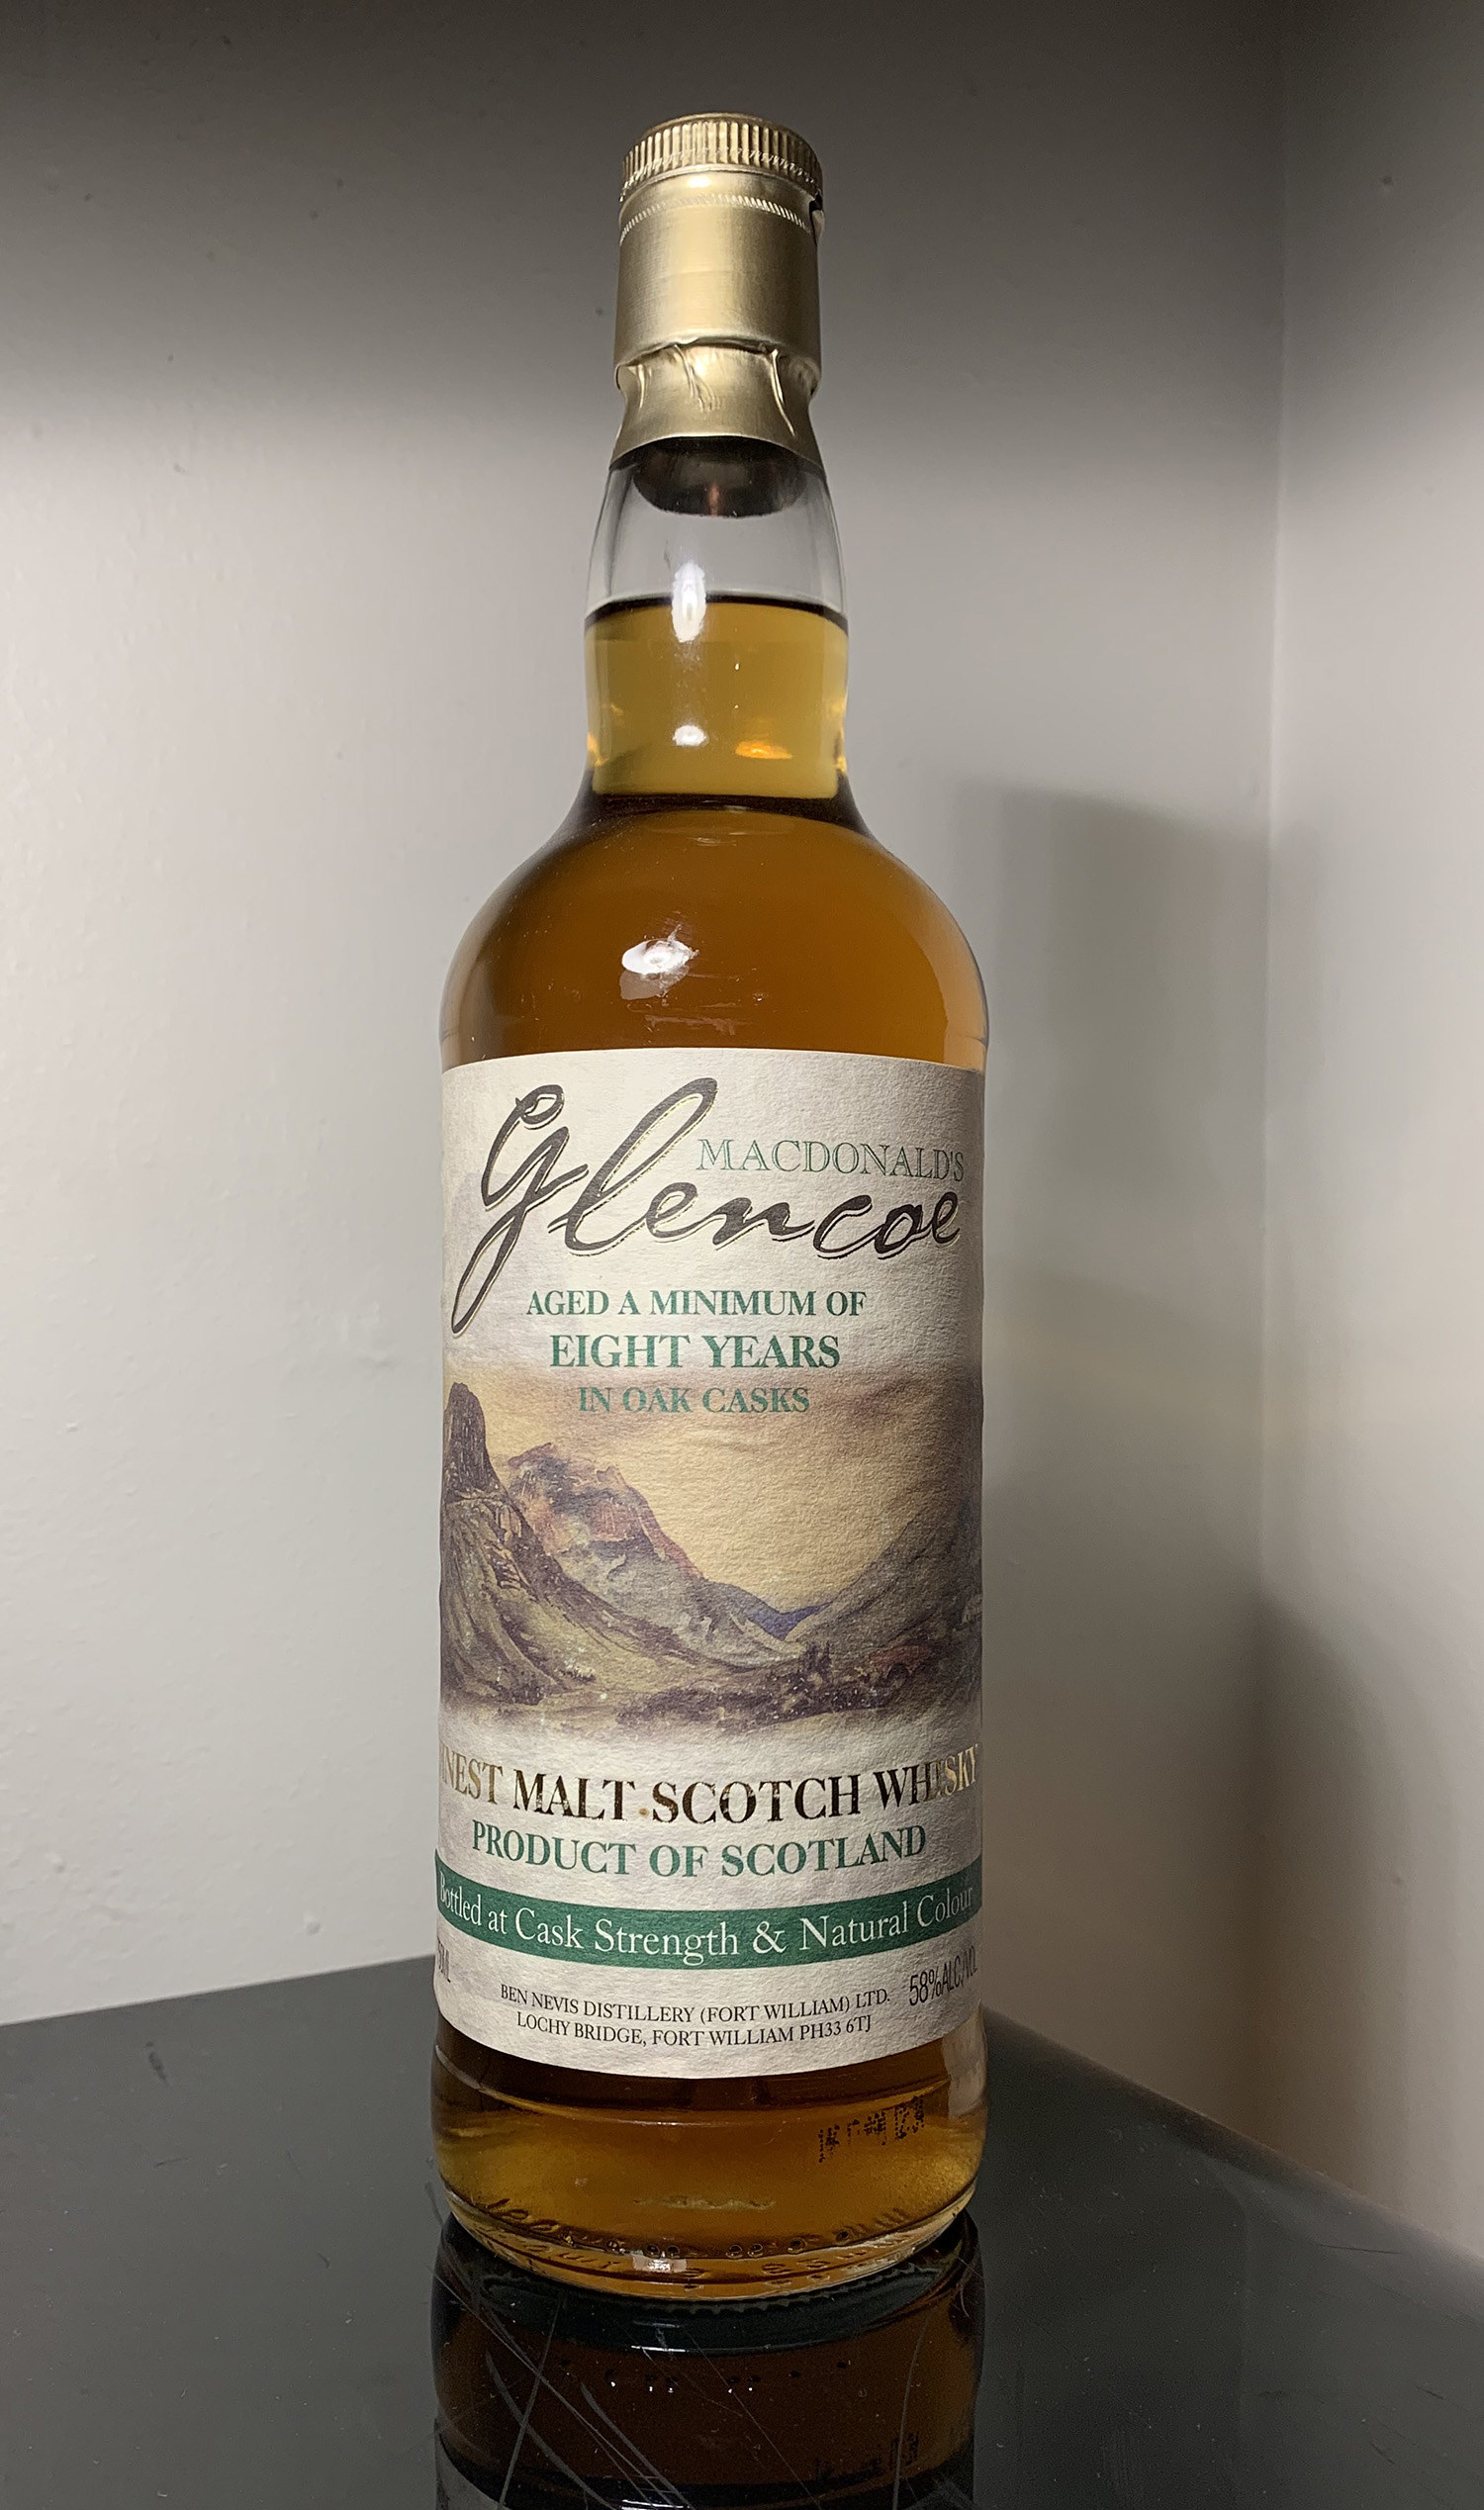 MACDONALD'S
Glencoe
AGED A MINIMUM OF
EIGHT YEARS
IN OAK CASKS
MALT SCOTCH WHISKY
PRODUCT OF SCOTLAND
Bottled at Cask Strength & Natural Colour
58%ALC/VOL
BEN NEVIS DISTILLERY (FORT WILLIAM) LTD.
LOCHY BRIDGE, FORT WILLIAM PH33 6TJ